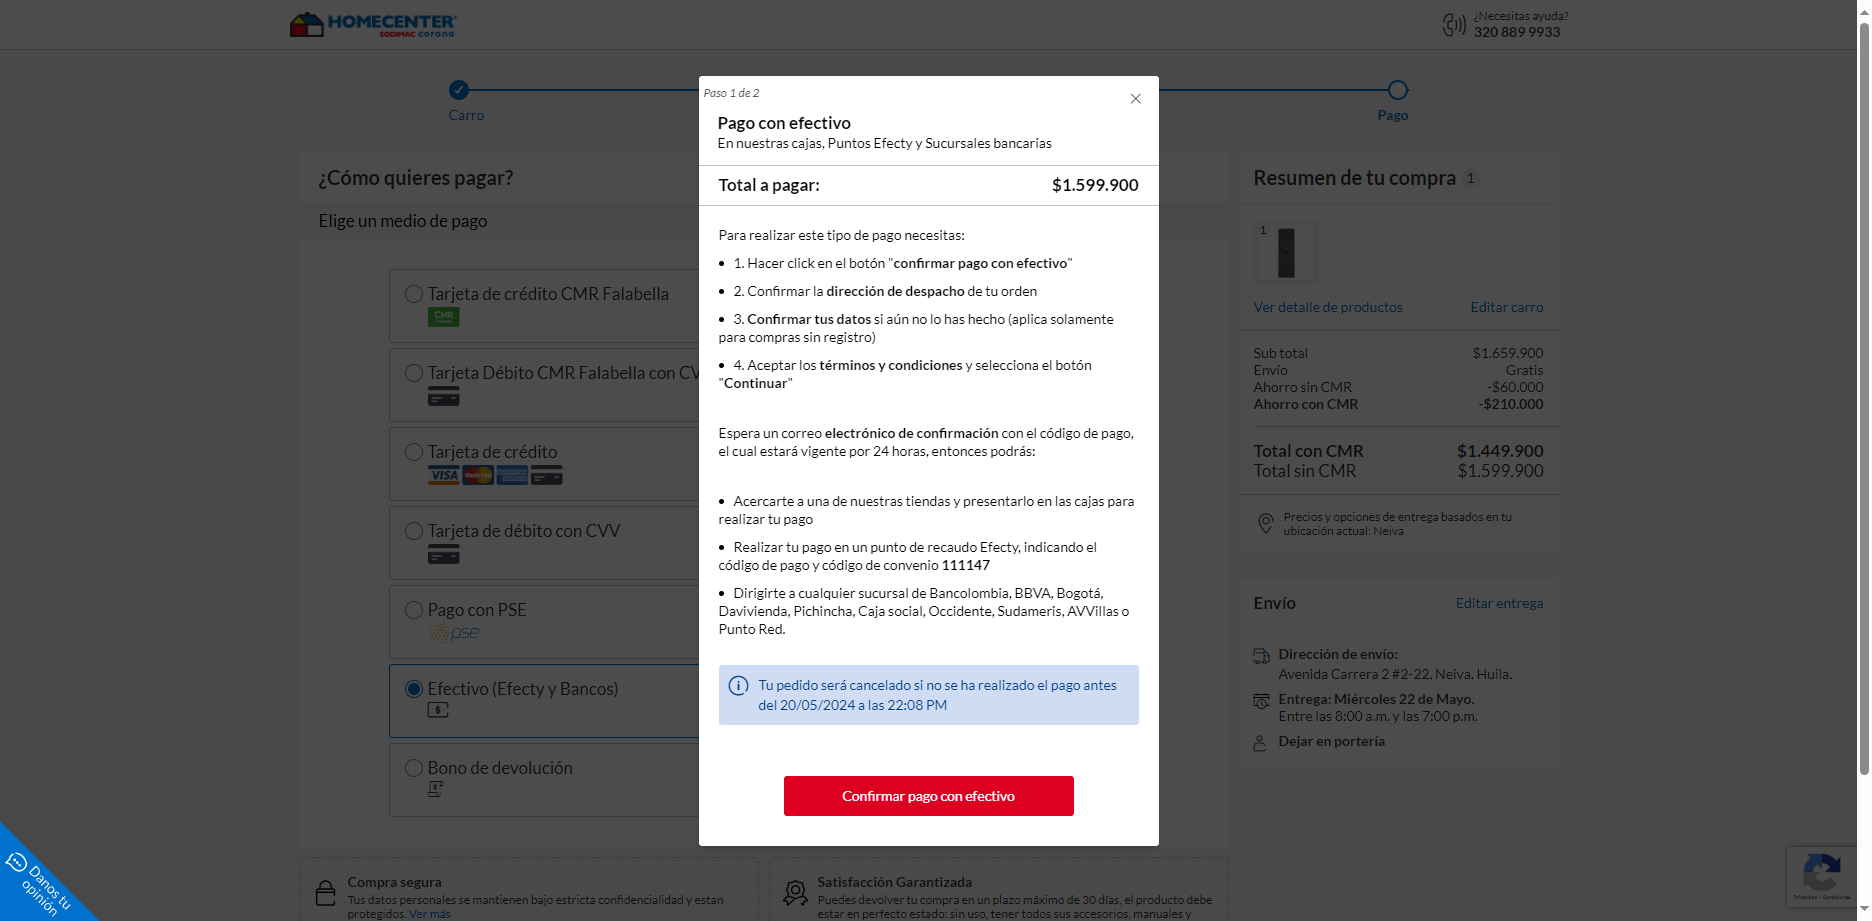 HOMECENTER
SODIMAC corona
¿Necesitas ayuda?
320 889 9933
Carro
Pago
¿Cómo quieres pagar?
Elige un medio de pago
Tarjeta de crédito CMR Falabella
CMR
Tarjeta Débito CMR Falabella con CV
Tarjeta de crédito
VISA
Tarjeta de débito con CVV
Pago con PSE
pse
Efectivo (Efecty y Bancos)
Bono de devolución
Paso 1 de 2
Pago con efectivo
En nuestras cajas, Puntos Efecty y Sucursales bancarias
Total a pagar: $1.599.900
Para realizar este tipo de pago necesitas:
• 1. Hacer click en el botón "confirmar pago con efectivo"
• 2. Confirmar la dirección de despacho de tu orden
• 3. Confirmar tus datos si aún no lo has hecho (aplica solamente
para compras sin registro)
• 4. Aceptar los términos y condiciones y selecciona el botón
"Continuar"
Espera un correo electrónico de confirmación con el código de pago,
el cual estará vigente por 24 horas, entonces podrás:
• Acercarte a una de nuestras tiendas y presentarlo en las cajas para
realizar tu pago
• Realizar tu pago en un punto de recaudo Efecty, indicando el
código de pago y código de convenio 111147
• Dirigirte a cualquier sucursal de Bancolombia, BBVA, Bogotá,
Davivienda, Pichincha, Caja social, Occidente, Sudameris, AVVillas o
Punto Red.
Tu pedido será cancelado si no se ha realizado el pago antes
del 20/05/2024 a las 22:08 PM
Confirmar pago con efectivo
Resumen de tu compra 1
1
Ver detalle de productos Editar carro
Sub total $1.659.900
Envío Gratis
Ahorro sin CMR -$60.000
Ahorro con CMR -$210.000
Total con CMR $1.449.900
Total sin CMR $1.599.900
Precios y opciones de entrega basados en tu
ubicación actual: Neiva
Envío Editar entrega
Dirección de envío:
Avenida Carrera 2 #2-22, Neiva, Huila.
Entrega: Miércoles 22 de Mayo.
Entre las 8:00 a.m. y las 7:00 p.m.
Dejar en portería
Compra segura
Tus datos personales se mantienen bajo estricta confidencialidad y estan
protegidos. Ver más
Satisfacción Garantizada
Puedes devolver tu compra en un plazo máximo de 30 días, el producto debe
estar en perfecto estado: sin uso, tener todos sus accesorios, manuales y
Danos tu
opinión
Privacidad - Condiciones